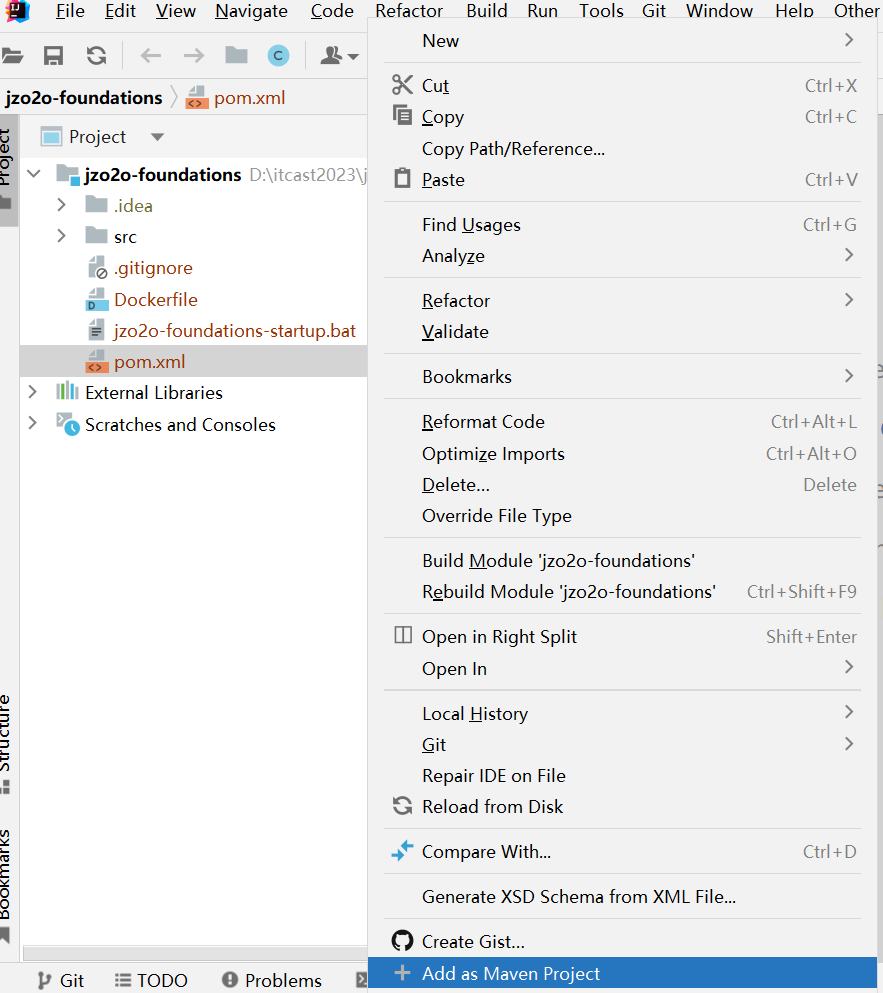 File Edit View Navigate Code Refactor Build Run Tools Git Window Help Other
jzo2o-foundations pom.xml
Project
Project
jzo2o-foundations D:\itcast2023\j
.idea
src
.gitignore
Dockerfile
jzo2o-foundations-startup.bat
pom.xml
External Libraries
Scratches and Consoles
Structure
Bookmarks
New
Cut Ctrl+X
Copy Ctrl+C
Copy Path/Reference...
Paste Ctrl+V
Find Usages Ctrl+G
Analyze
Refactor
Validate
Bookmarks
Reformat Code Ctrl+Alt+L
Optimize Imports Ctrl+Alt+O
Delete... Delete
Override File Type
Build Module 'jzo2o-foundations'
Rebuild Module 'jzo2o-foundations' Ctrl+Shift+F9
Open in Right Split Shift+Enter
Open In
Local History
Git
Repair IDE on File
Reload from Disk
Compare With... Ctrl+D
Generate XSD Schema from XML File...
Create Gist...
Add as Maven Project
Git TODO Problems